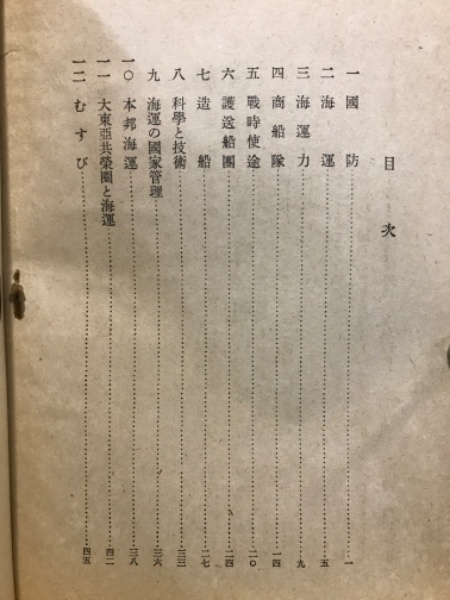 目次
一 國防……一
二 海運……五
三 海運力……九
四 商船隊……一四
五 戰時使途……二〇
六 護送船團……二四
七 造船……二七
八 科學と技術……三三
九 海運の國家管理……三六
一〇 本邦海運……三八
一一 大東亞共榮圈と海運……四二
一二 むすび……四五